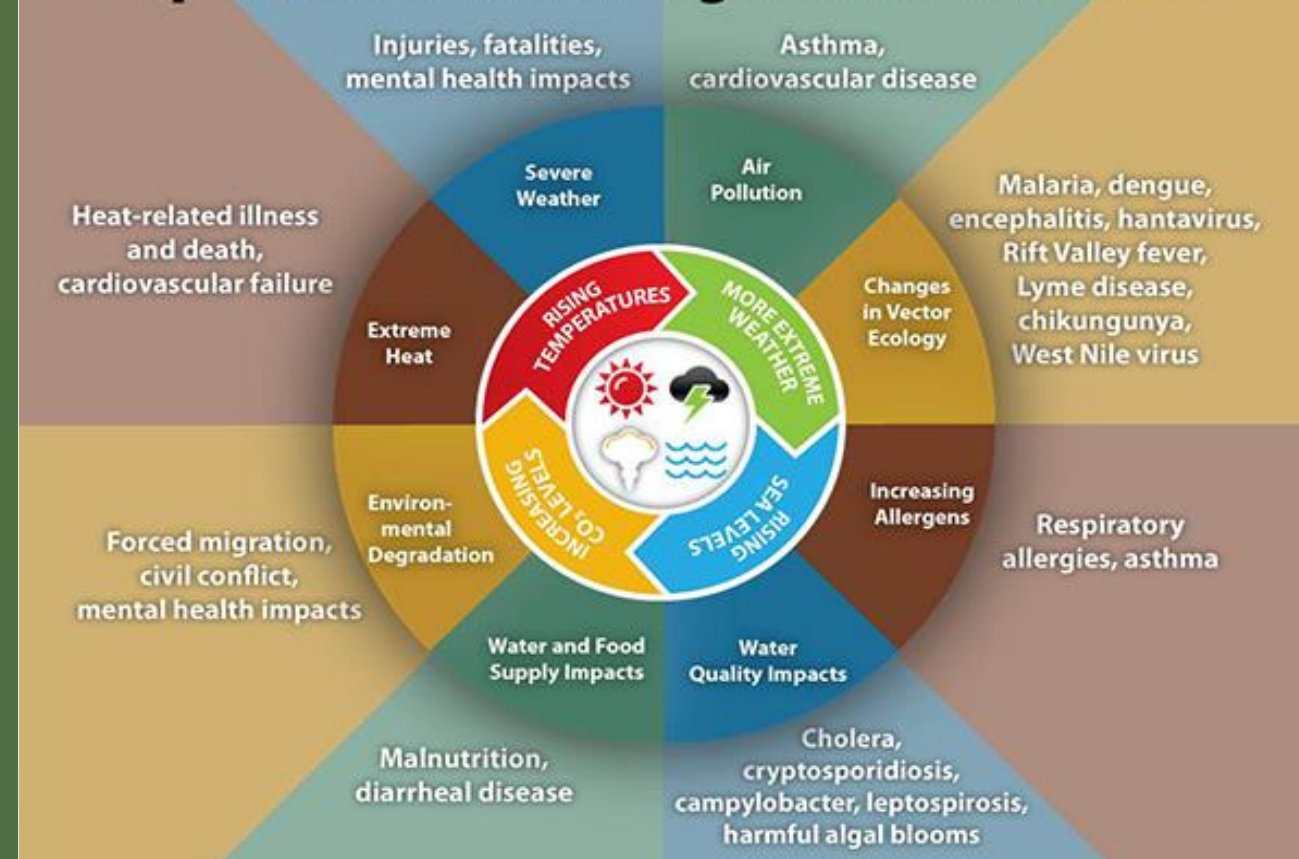 Injuries, fatalities,
mental health impacts
Asthma,
cardiovascular disease
Severe
Weather
Air
Pollution
Heat-related illness
and death,
cardiovascular failure
Malaria, dengue,
encephalitis, hantavirus,
Rift Valley fever,
Lyme disease,
chikungunya,
West Nile virus
Extreme
Heat
Changes
in Vector
Ecology
RISING
TEMPERATURES
MORE EXTREME
WEATHER
INCREASING
CO₂ LEVELS
RISING
SEA LEVELS
Environ-
mental
Degradation
Increasing
Allergens
Forced migration,
civil conflict,
mental health impacts
Respiratory
allergies, asthma
Water and Food
Supply Impacts
Water
Quality Impacts
Malnutrition,
diarrheal disease
Cholera,
cryptosporidiosis,
campylobacter, leptospirosis,
harmful algal blooms